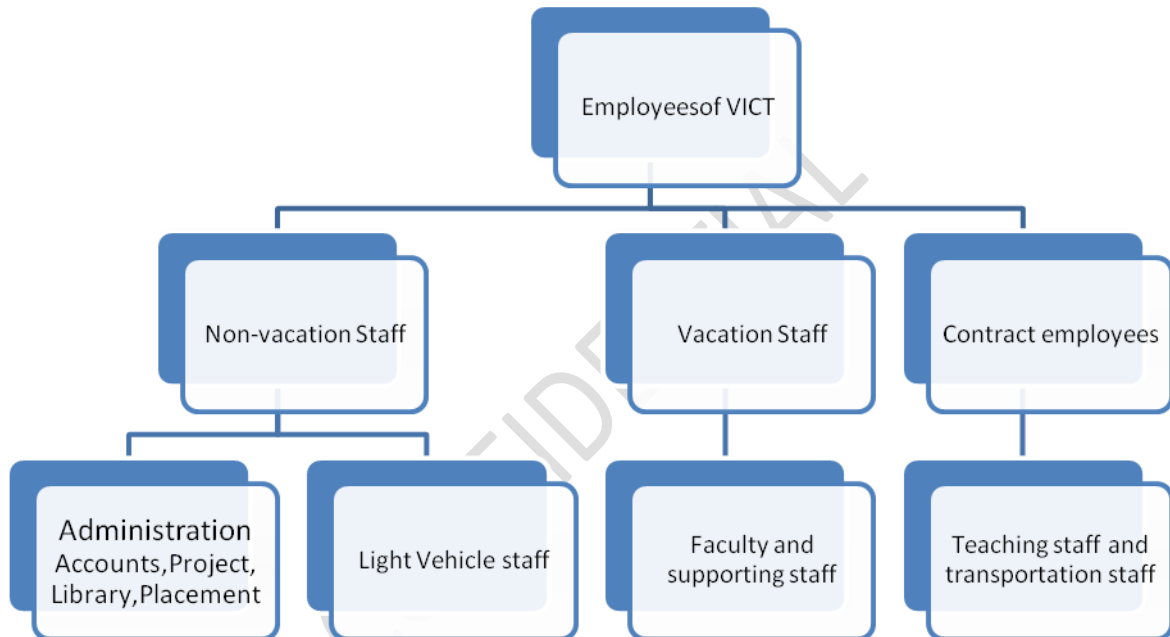 Employeesof VICT
Non-vacation Staff
Vacation Staff
Contract employees
Administration
Accounts,Project,
Library,Placement
Light Vehicle staff
Faculty and
supporting staff
Teaching staff and
transportation staff